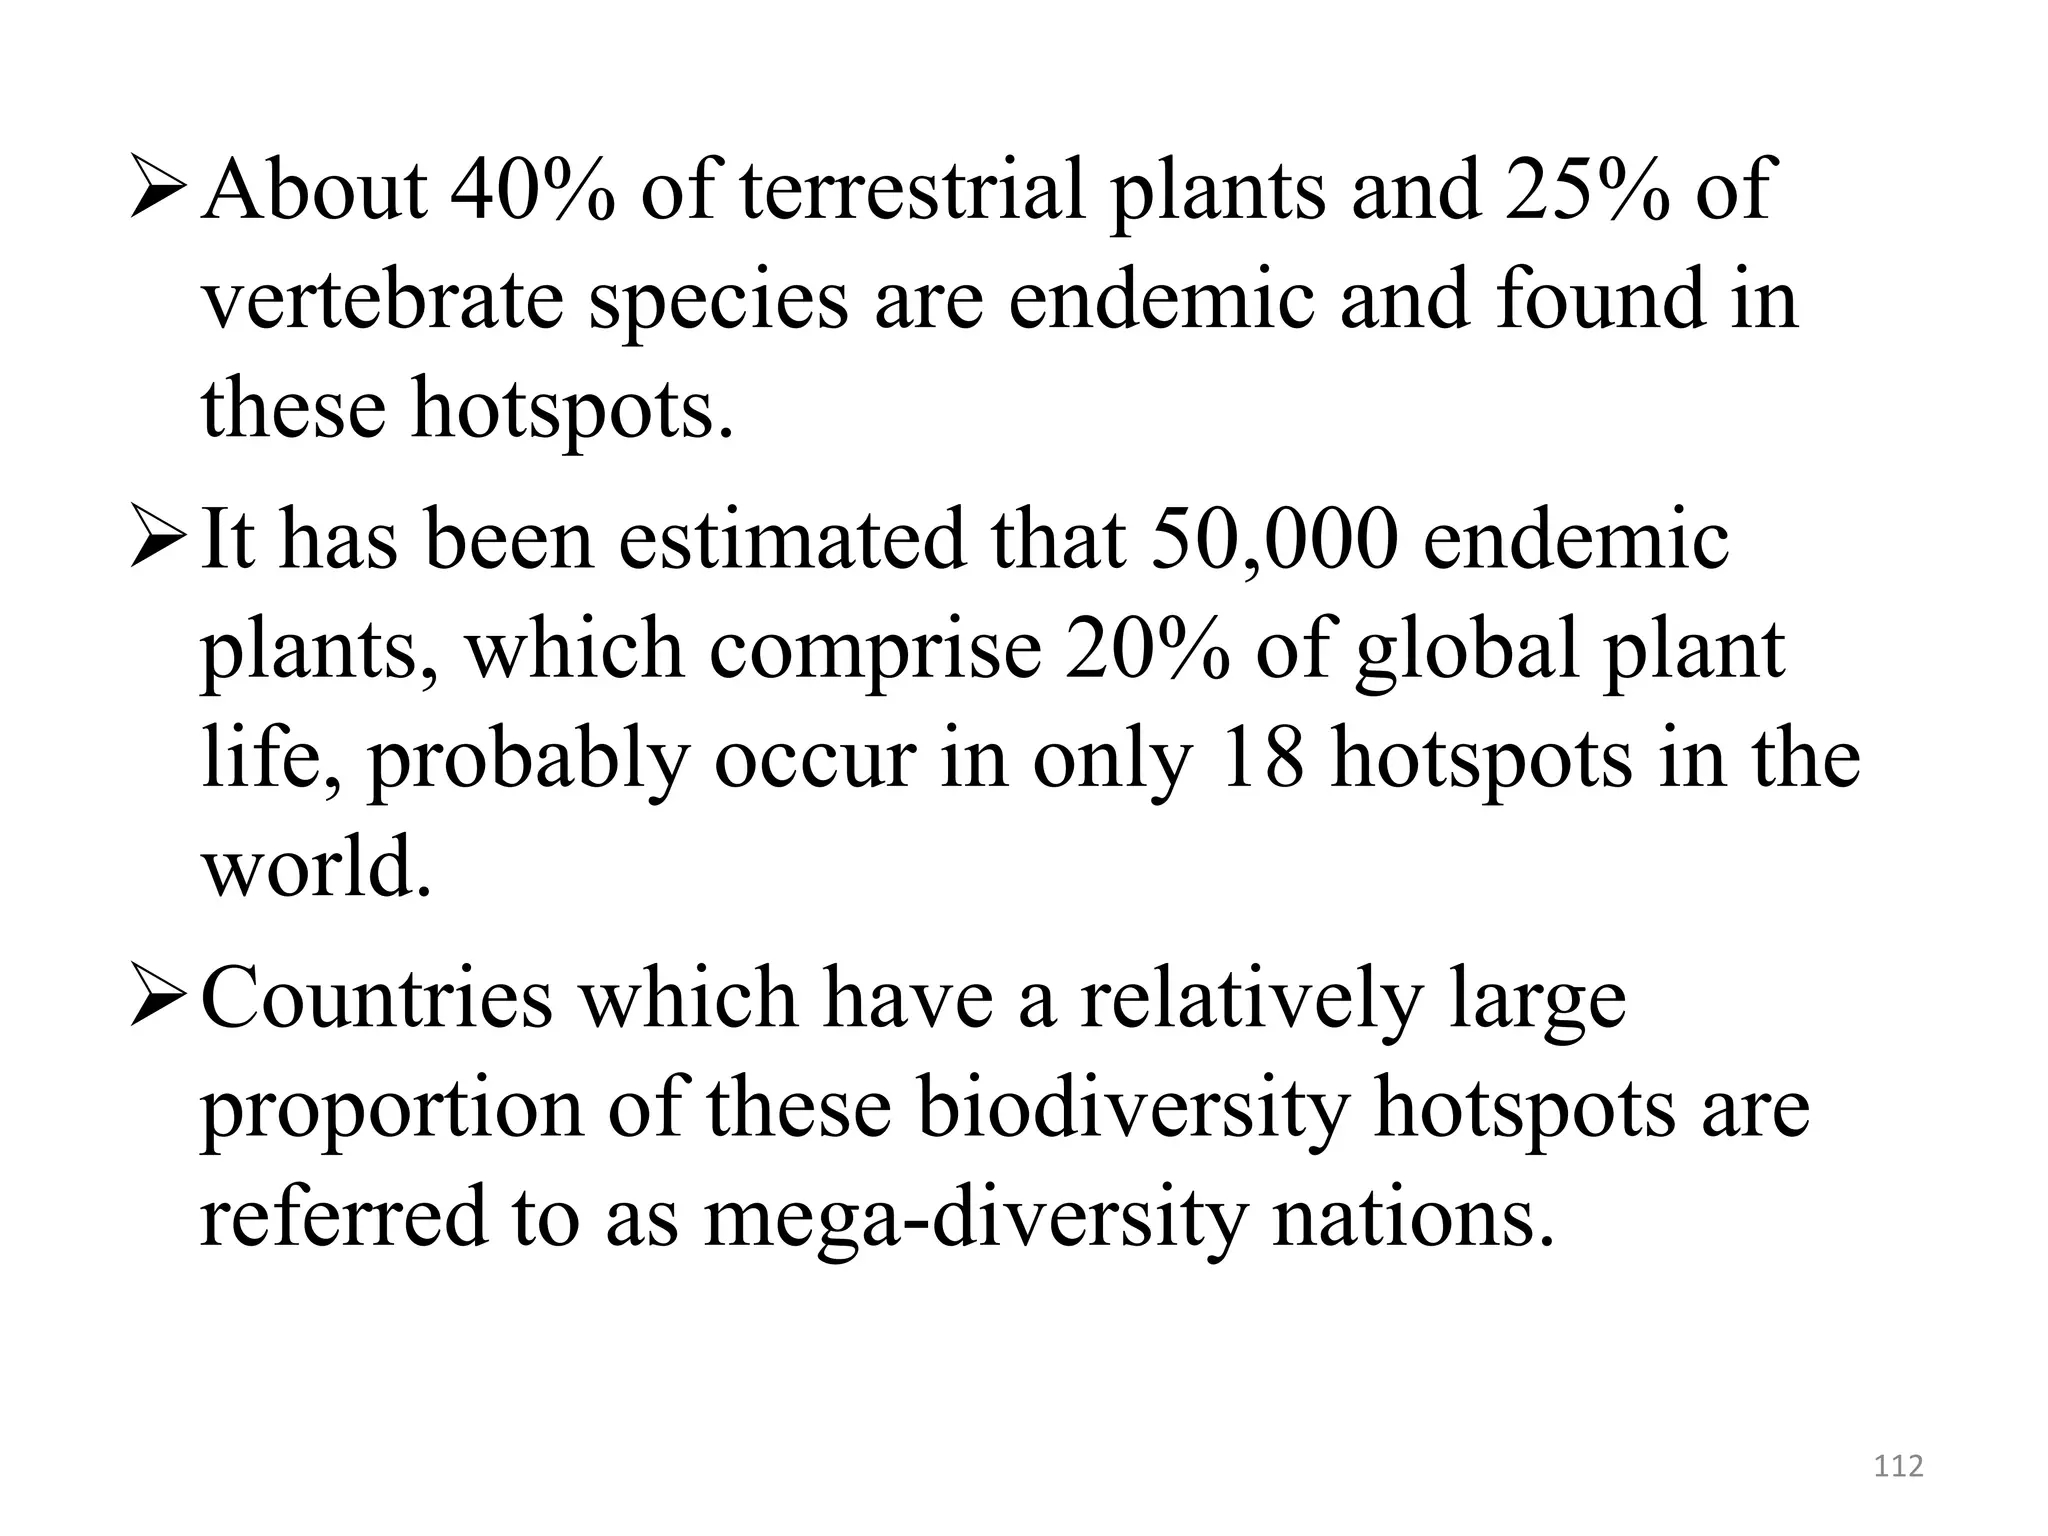 ➢About 40% of terrestrial plants and 25% of
vertebrate species are endemic and found in
these hotspots.
➢It has been estimated that 50,000 endemic
plants, which comprise 20% of global plant
life, probably occur in only 18 hotspots in the
world.
➢Countries which have a relatively large
proportion of these biodiversity hotspots are
referred to as mega-diversity nations.
112